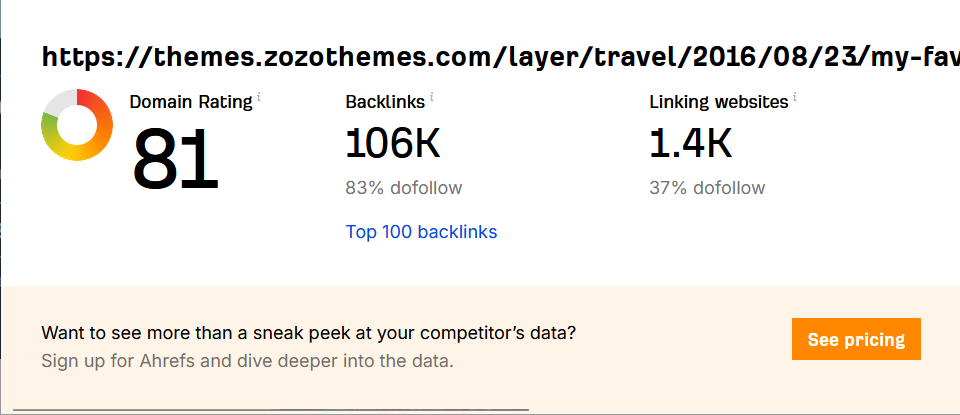 https://themes.zozothemes.com/layer/travel/2016/08/23/my-fav
Domain Rating i
Backlinks i
Linking websites i
81
106K
1.4K
83% dofollow
37% dofollow
Top 100 backlinks
Want to see more than a sneak peek at your competitor’s data?
Sign up for Ahrefs and dive deeper into the data.
See pricing